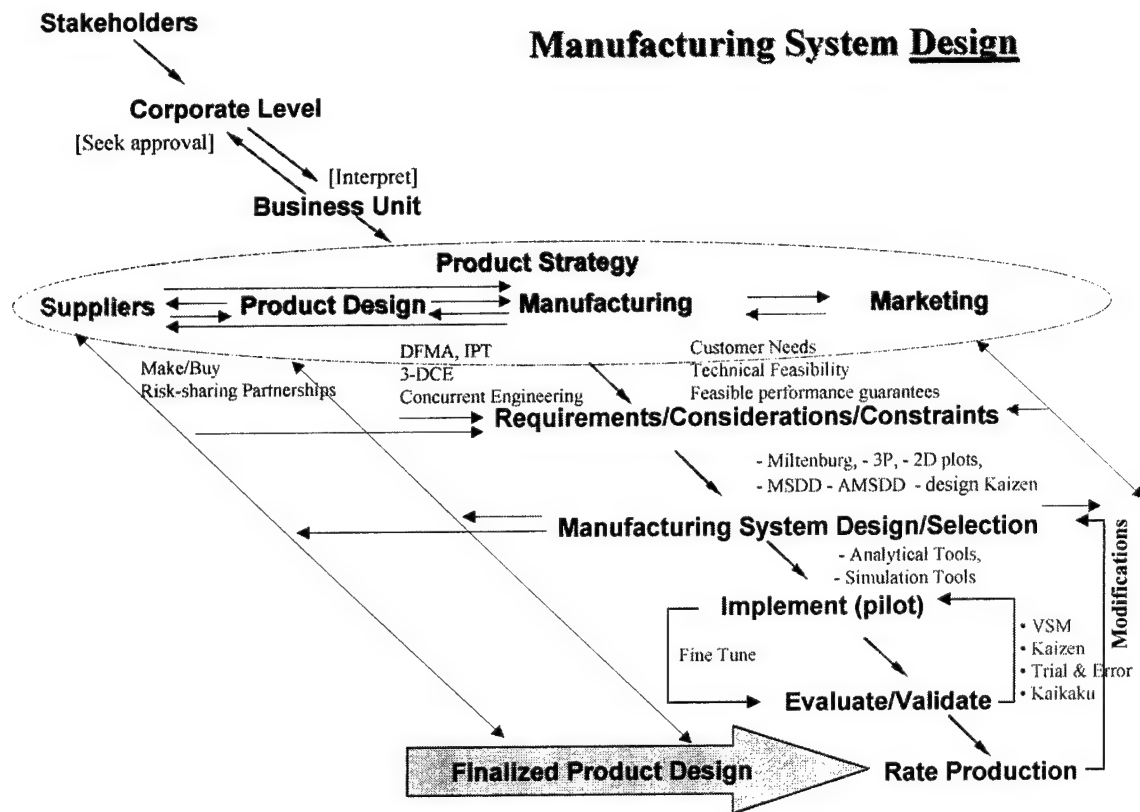 Stakeholders
Manufacturing System Design
Corporate Level
[Seek approval]
[Interpret]
Business Unit
Product Strategy
Suppliers
Product Design
Manufacturing
Marketing
Make/Buy
Risk-sharing Partnerships
DFMA, IPT
3-DCE
Concurrent Engineering
Customer Needs
Technical Feasibility
Feasible performance guarantees
Requirements/Considerations/Constraints
- Miltenburg, - 3P, - 2D plots,
- MSDD - AMSDD - design Kaizen
Manufacturing System Design/Selection
- Analytical Tools,
- Simulation Tools
Implement (pilot)
Fine Tune
• VSM
• Kaizen
• Trial & Error
• Kaikaku
Modifications
Evaluate/Validate
Finalized Product Design
Rate Production